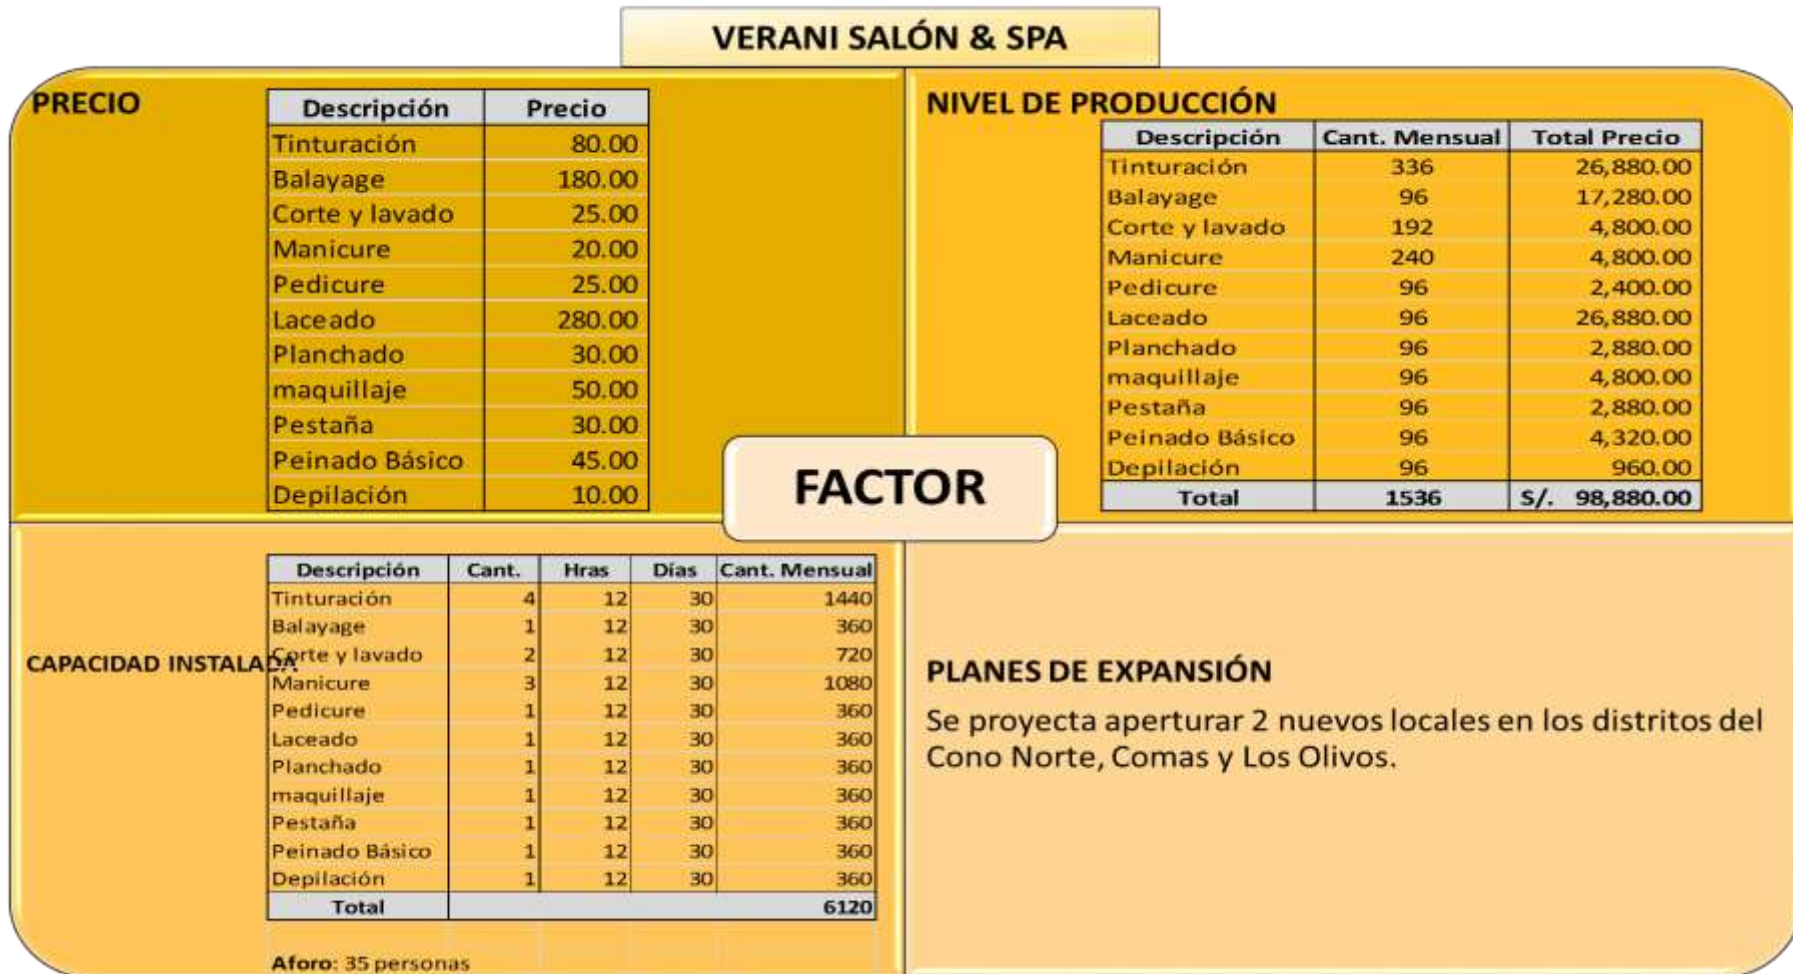 VERANI SALÓN & SPA
PRECIO
Descripción Precio
Tinturación 80.00
Balayage 180.00
Corte y lavado 25.00
Manicure 20.00
Pedicure 25.00
Laceado 280.00
Planchado 30.00
maquillaje 50.00
Pestaña 30.00
Peinado Básico 45.00
Depilación 10.00
NIVEL DE PRODUCCIÓN
Descripción Cant. Mensual Total Precio
Tinturación 336 26,880.00
Balayage 96 17,280.00
Corte y lavado 192 4,800.00
Manicure 240 4,800.00
Pedicure 96 2,400.00
Laceado 96 26,880.00
Planchado 96 2,880.00
maquillaje 96 4,800.00
Pestaña 96 2,880.00
Peinado Básico 96 4,320.00
Depilación 96 960.00
Total 1536 S/. 98,880.00
FACTOR
CAPACIDAD INSTALADA
Descripción Cant. Hras Días Cant. Mensual
Tinturación 4 12 30 1440
Balayage 1 12 30 360
Corte y lavado 2 12 30 720
Manicure 3 12 30 1080
Pedicure 1 12 30 360
Laceado 1 12 30 360
Planchado 1 12 30 360
maquillaje 1 12 30 360
Pestaña 1 12 30 360
Peinado Básico 1 12 30 360
Depilación 1 12 30 360
Total 6120
Aforo: 35 personas
PLANES DE EXPANSIÓN
Se proyecta aperturar 2 nuevos locales en los distritos del
Cono Norte, Comas y Los Olivos.